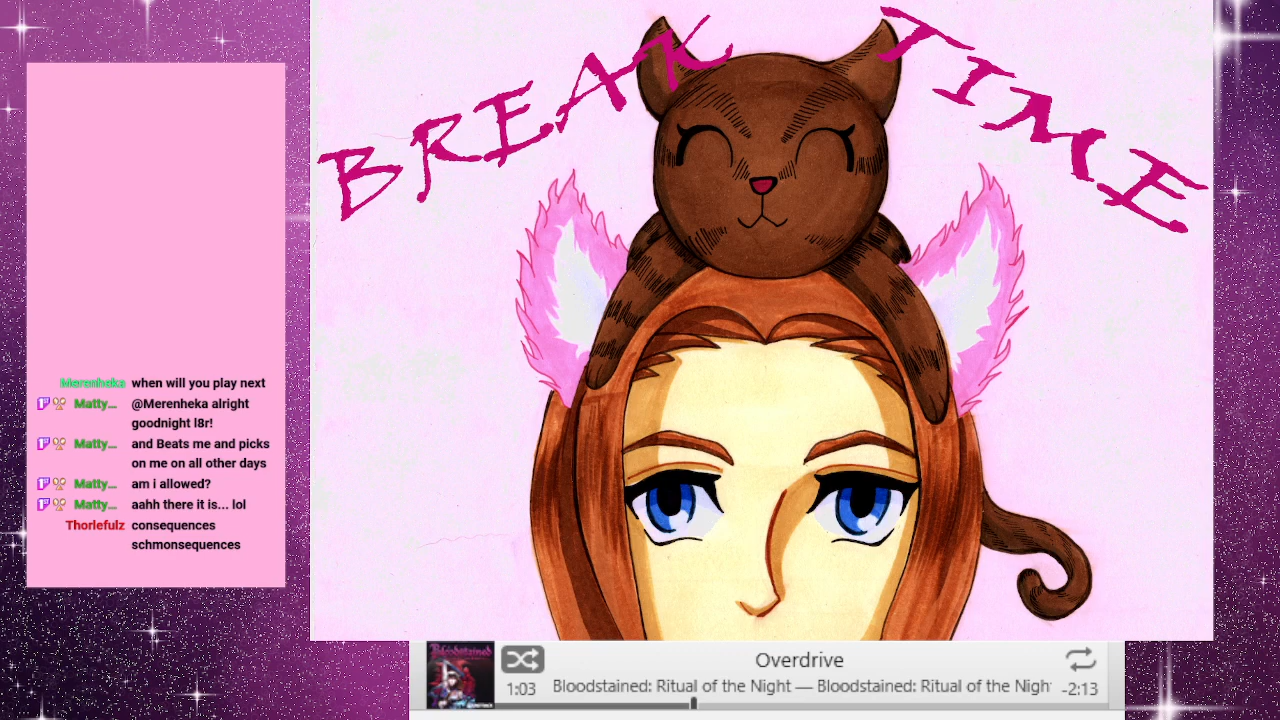 BREAK TIME
Merenheka when will you play next
Matty... @Merenheka alright
goodnight l8r!
Matty... and Beats me and picks
on me on all other days
Matty... am i allowed?
Matty... aahh there it is... lol
Thorlefulz consequences
schmonsequences
Bloodstained
Overdrive
1:03 Bloodstained: Ritual of the Night — Bloodstained: Ritual of the Nigh -2:13